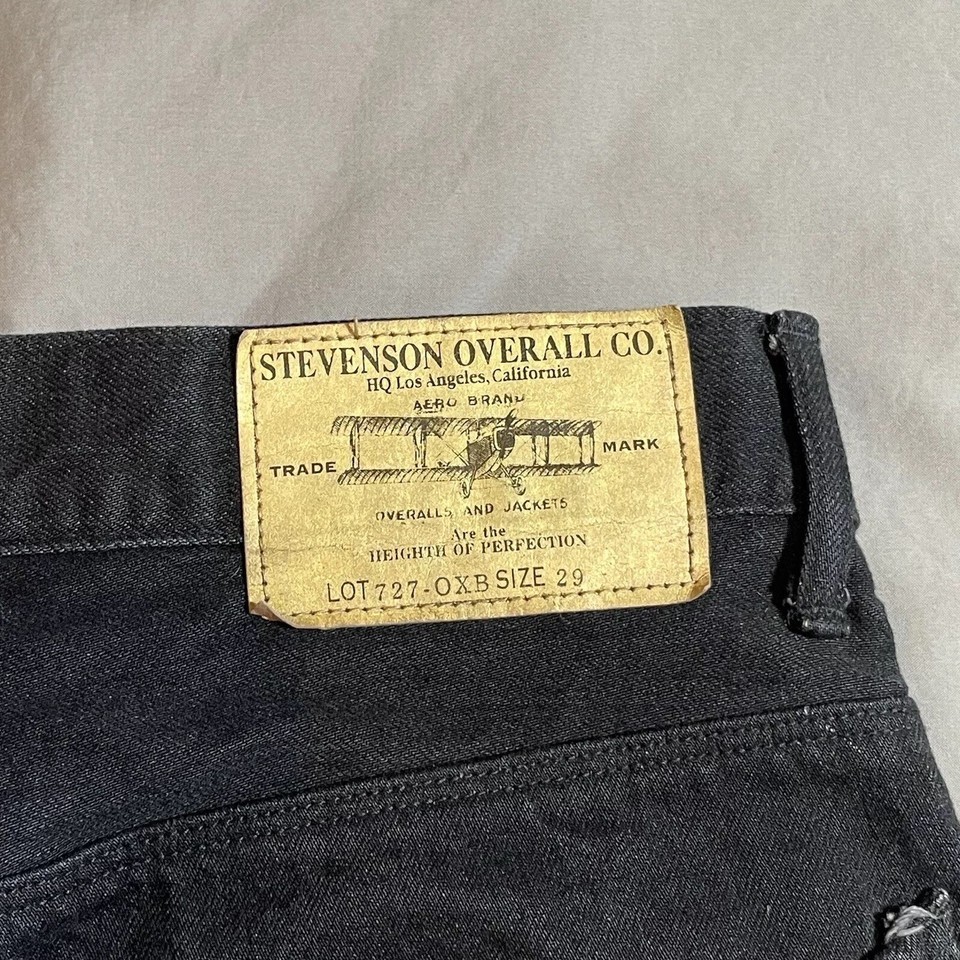 STEVENSON OVERALL CO.
HQ Los Angeles, California
AERO BRAND
TRADE MARK
OVERALLS AND JACKETS
Are the
HEIGHTH OF PERFECTION
LOT 727-OXB SIZE 29